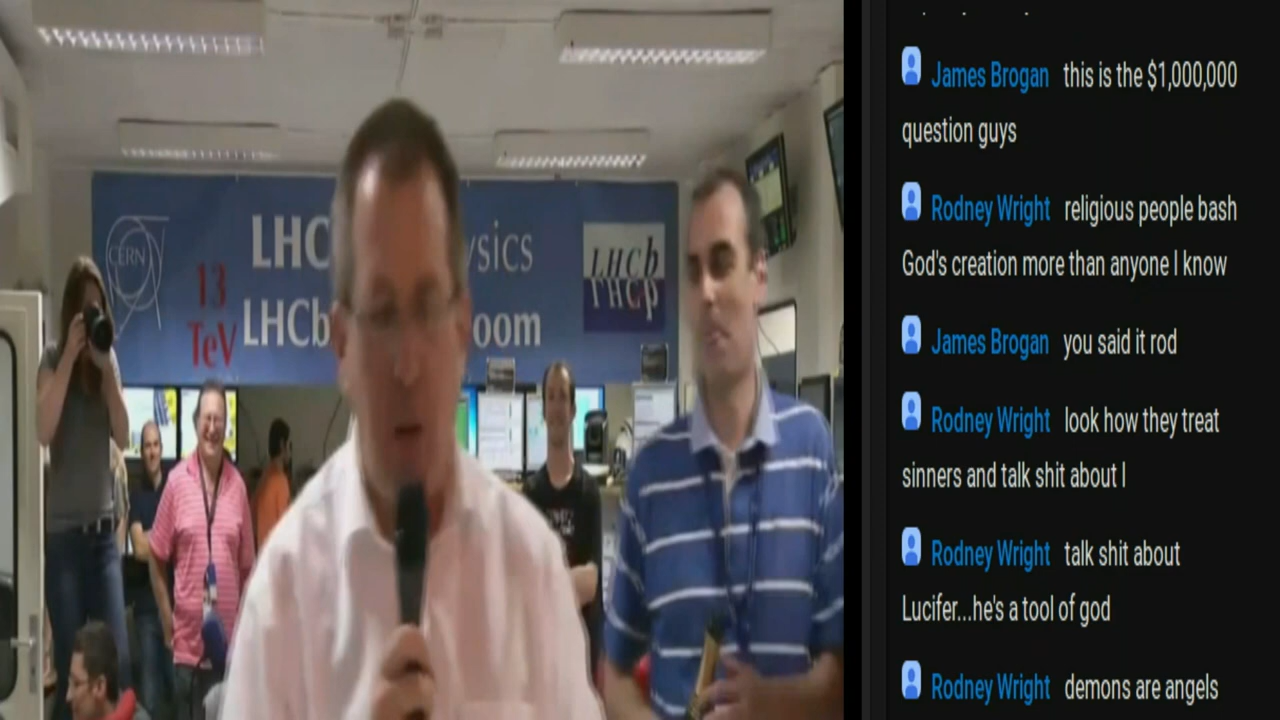 CERN
13
TeV
LHC
ysics
LHCb
oom
LHCb
LHCb
James Brogan this is the $1,000,000
question guys
Rodney Wright religious people bash
God's creation more than anyone I know
James Brogan you said it rod
Rodney Wright look how they treat
sinners and talk shit about l
Rodney Wright talk shit about
Lucifer...he's a tool of god
Rodney Wright demons are angels